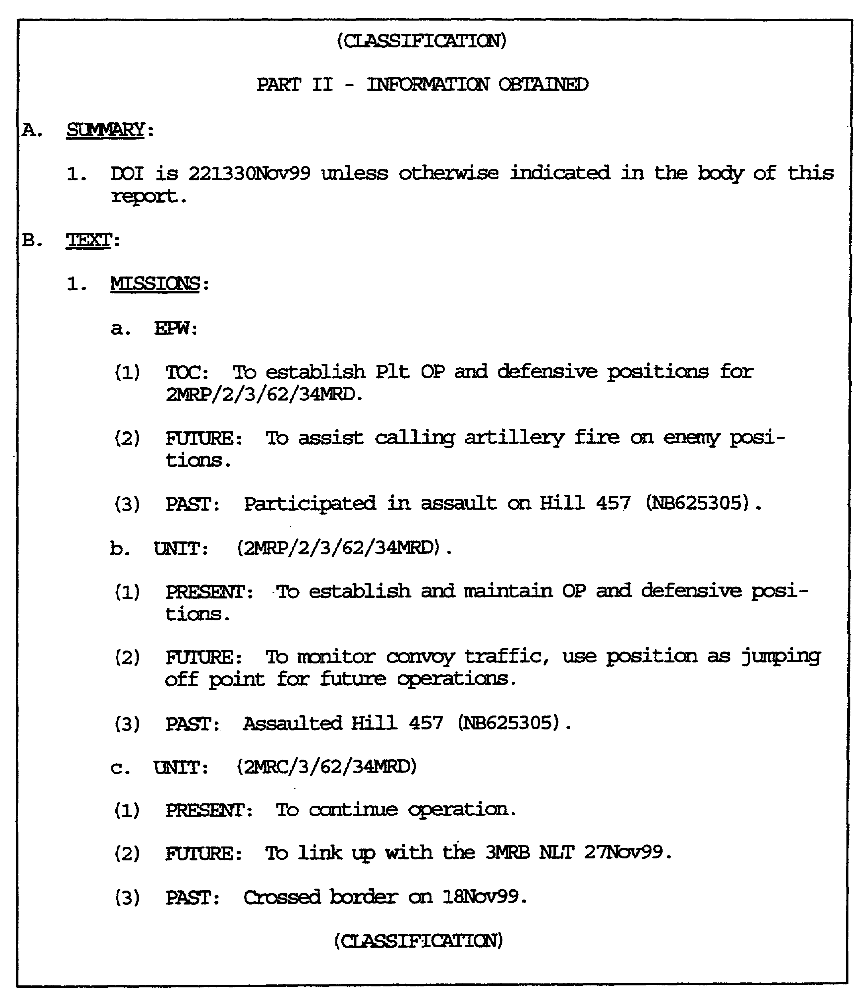 (CLASSIFICATION)
PART II - INFORMATION OBTAINED
A. SUMMARY:
1. DOI is 221330Nov99 unless otherwise indicated in the body of this
report.
B. TEXT:
1. MISSIONS:
a. EPW:
(1) TOC: To establish Plt OP and defensive positions for
2MRP/2/3/62/34MRD.
(2) FUTURE: To assist calling artillery fire on enemy posi-
tions.
(3) PAST: Participated in assault on Hill 457 (NB625305).
b. UNIT: (2MRP/2/3/62/34MRD).
(1) PRESENT: To establish and maintain OP and defensive posi-
tions.
(2) FUTURE: To monitor convoy traffic, use position as jumping
off point for future operations.
(3) PAST: Assaulted Hill 457 (NB625305).
c. UNIT: (2MRC/3/62/34MRD)
(1) PRESENT: To continue operation.
(2) FUTURE: To link up with the 3MRB NLT 27Nov99.
(3) PAST: Crossed border on 18Nov99.
(CLASSIFICATION)